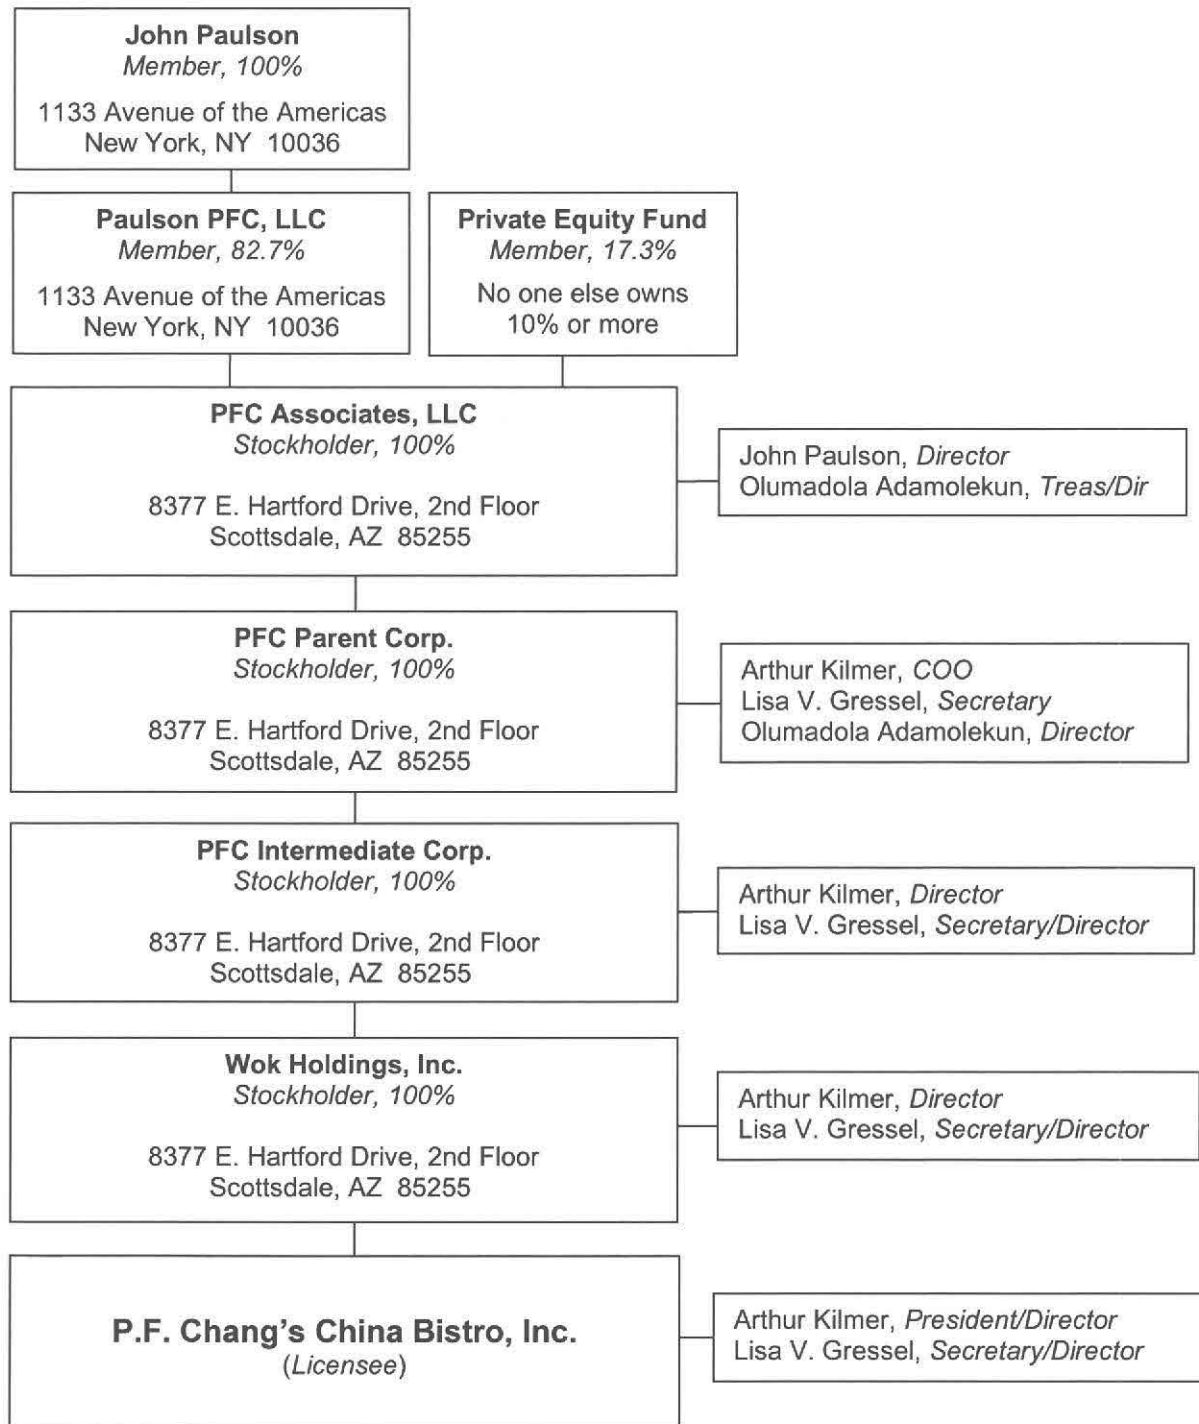 John Paulson
Member, 100%
1133 Avenue of the Americas
New York, NY 10036
Paulson PFC, LLC
Member, 82.7%
1133 Avenue of the Americas
New York, NY 10036
Private Equity Fund
Member, 17.3%
No one else owns
10% or more
PFC Associates, LLC
Stockholder, 100%
8377 E. Hartford Drive, 2nd Floor
Scottsdale, AZ 85255
John Paulson, Director
Olumadola Adamolekun, Treas/Dir
PFC Parent Corp.
Stockholder, 100%
8377 E. Hartford Drive, 2nd Floor
Scottsdale, AZ 85255
Arthur Kilmer, COO
Lisa V. Gressel, Secretary
Olumadola Adamolekun, Director
PFC Intermediate Corp.
Stockholder, 100%
8377 E. Hartford Drive, 2nd Floor
Scottsdale, AZ 85255
Arthur Kilmer, Director
Lisa V. Gressel, Secretary/Director
Wok Holdings, Inc.
Stockholder, 100%
8377 E. Hartford Drive, 2nd Floor
Scottsdale, AZ 85255
Arthur Kilmer, Director
Lisa V. Gressel, Secretary/Director
P.F. Chang's China Bistro, Inc.
(Licensee)
Arthur Kilmer, President/Director
Lisa V. Gressel, Secretary/Director